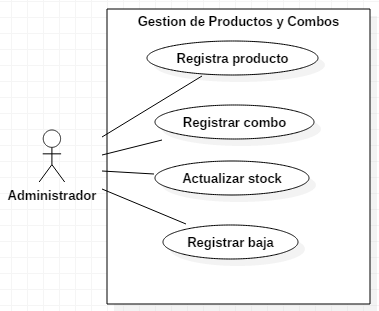 Gestion de Productos y Combos
Registra producto
Registrar combo
Actualizar stock
Administrador
Registrar baja